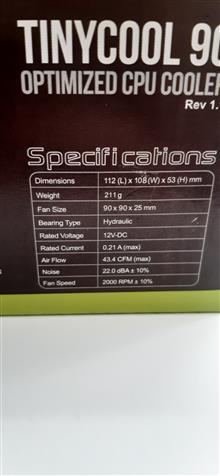 TINYCOOL 90
OPTIMIZED CPU COOLER
Rev 1.
Specifications
Dimensions 112 (L) x 108 (W) x 53 (H) mm
Weight 211g
Fan Size 90 x 90 x 25 mm
Bearing Type Hydraulic
Rated Voltage 12V-DC
Rated Current 0.21 A (max)
Air Flow 43.4 CFM (max)
Noise 22.0 dBA ± 10%
Fan Speed 2000 RPM ± 10%